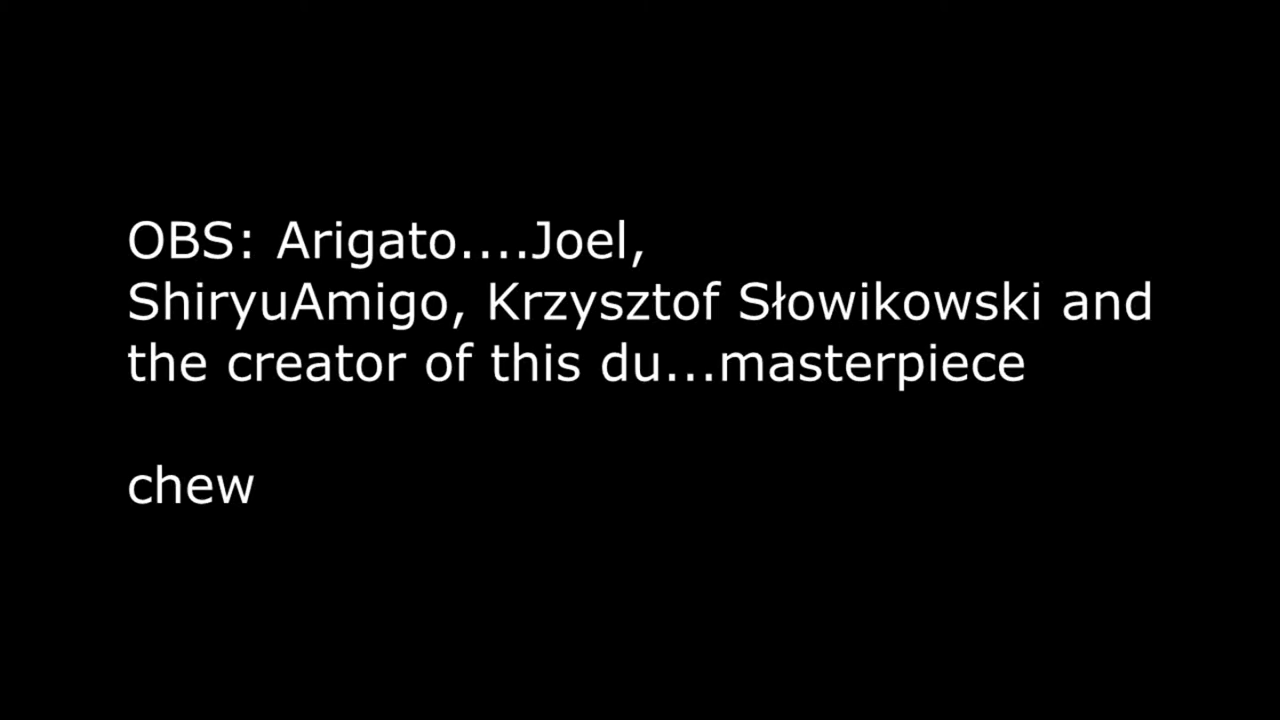 OBS: Arigato....Joel,
ShiryuAmigo, Krzysztof Słowikowski and
the creator of this du...masterpiece
chew